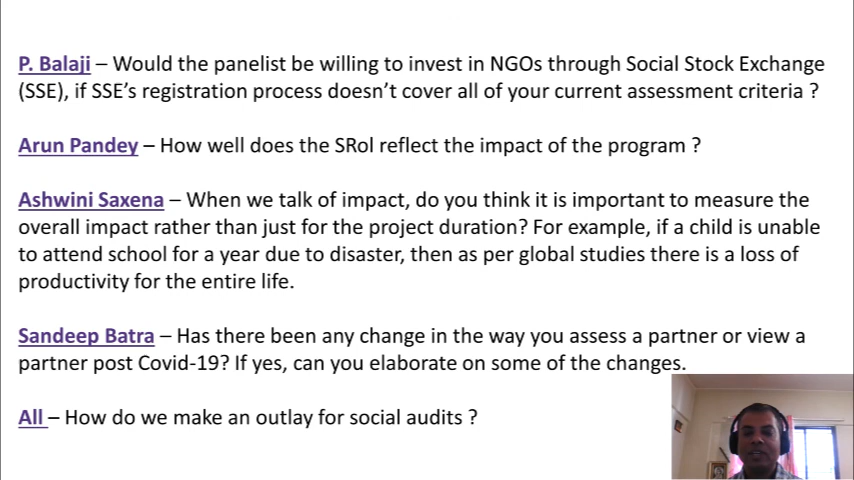 P. Balaji – Would the panelist be willing to invest in NGOs through Social Stock Exchange
(SSE), if SSE’s registration process doesn’t cover all of your current assessment criteria ?
Arun Pandey – How well does the SRoI reflect the impact of the program ?
Ashwini Saxena – When we talk of impact, do you think it is important to measure the
overall impact rather than just for the project duration? For example, if a child is unable
to attend school for a year due to disaster, then as per global studies there is a loss of
productivity for the entire life.
Sandeep Batra – Has there been any change in the way you assess a partner or view a
partner post Covid-19? If yes, can you elaborate on some of the changes.
All – How do we make an outlay for social audits ?